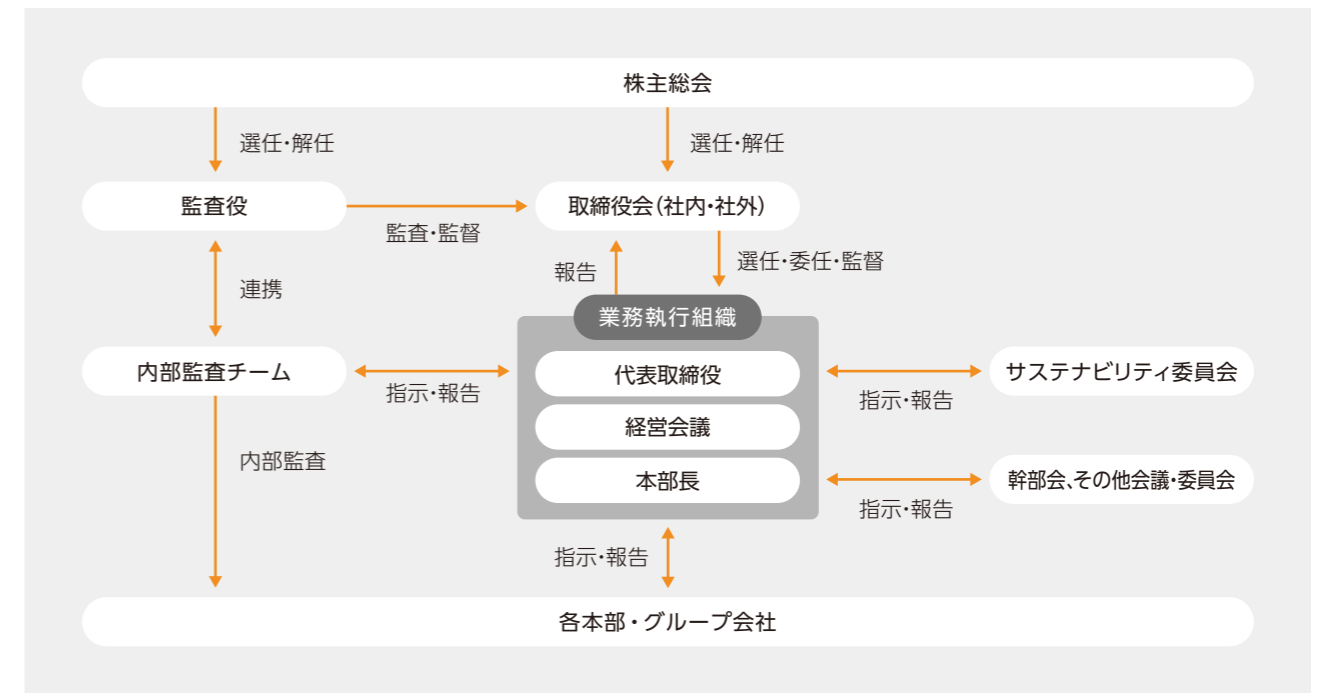 株主総会
選任・解任
選任・解任
監査役
取締役会(社内・社外)
監査・監督
報告
選任・委任・監督
連携
業務執行組織
内部監査チーム
代表取締役
サステナビリティ委員会
指示・報告
指示・報告
経営会議
内部監査
本部長
幹部会、その他会議・委員会
指示・報告
指示・報告
各本部・グループ会社